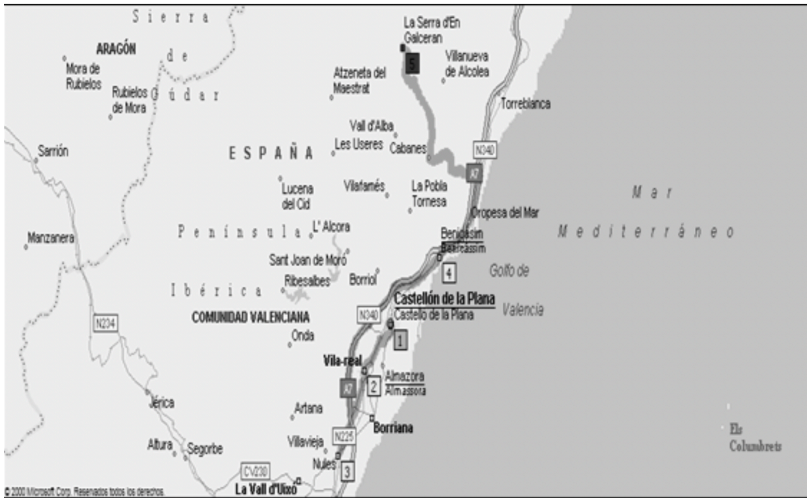 Sierra
de
Gúdar
ARAGÓN
Mora de
Rubielos
Rubielos
de Mora
La Serra d'En
Galceran
5
Villanueva
de Alcolea
Atzeneta del
Maestrat
Torreblanca
Vall d'Alba
Les Useres
Cabanes
N340
A7
ESPAÑA
Sarrión
Lucena
del Cid
Vilafamés
La Pobla
Tornesa
Mar
Mediterráneo
Oropesa del Mar
Península
Ibérica
L'Alcora
Manzanera
Benicasim
Benicàssim
4
Golfo de
Valencia
Sant Joan de Moró
Ribesalbes
Borriol
Castellón de la Plana
Castello de la Plana
1
N340
COMUNIDAD VALENCIANA
N234
Onda
Vila-real
2
Almazora
Almassora
A7
Jérica
Artana
Borriana
N225
Els
Columbrets
Altura
Segorbe
Villavieja
Nules
3
CV230
La Vall d'Uixó
© 2000 Microsoft Corp. Reservados todos los derechos.